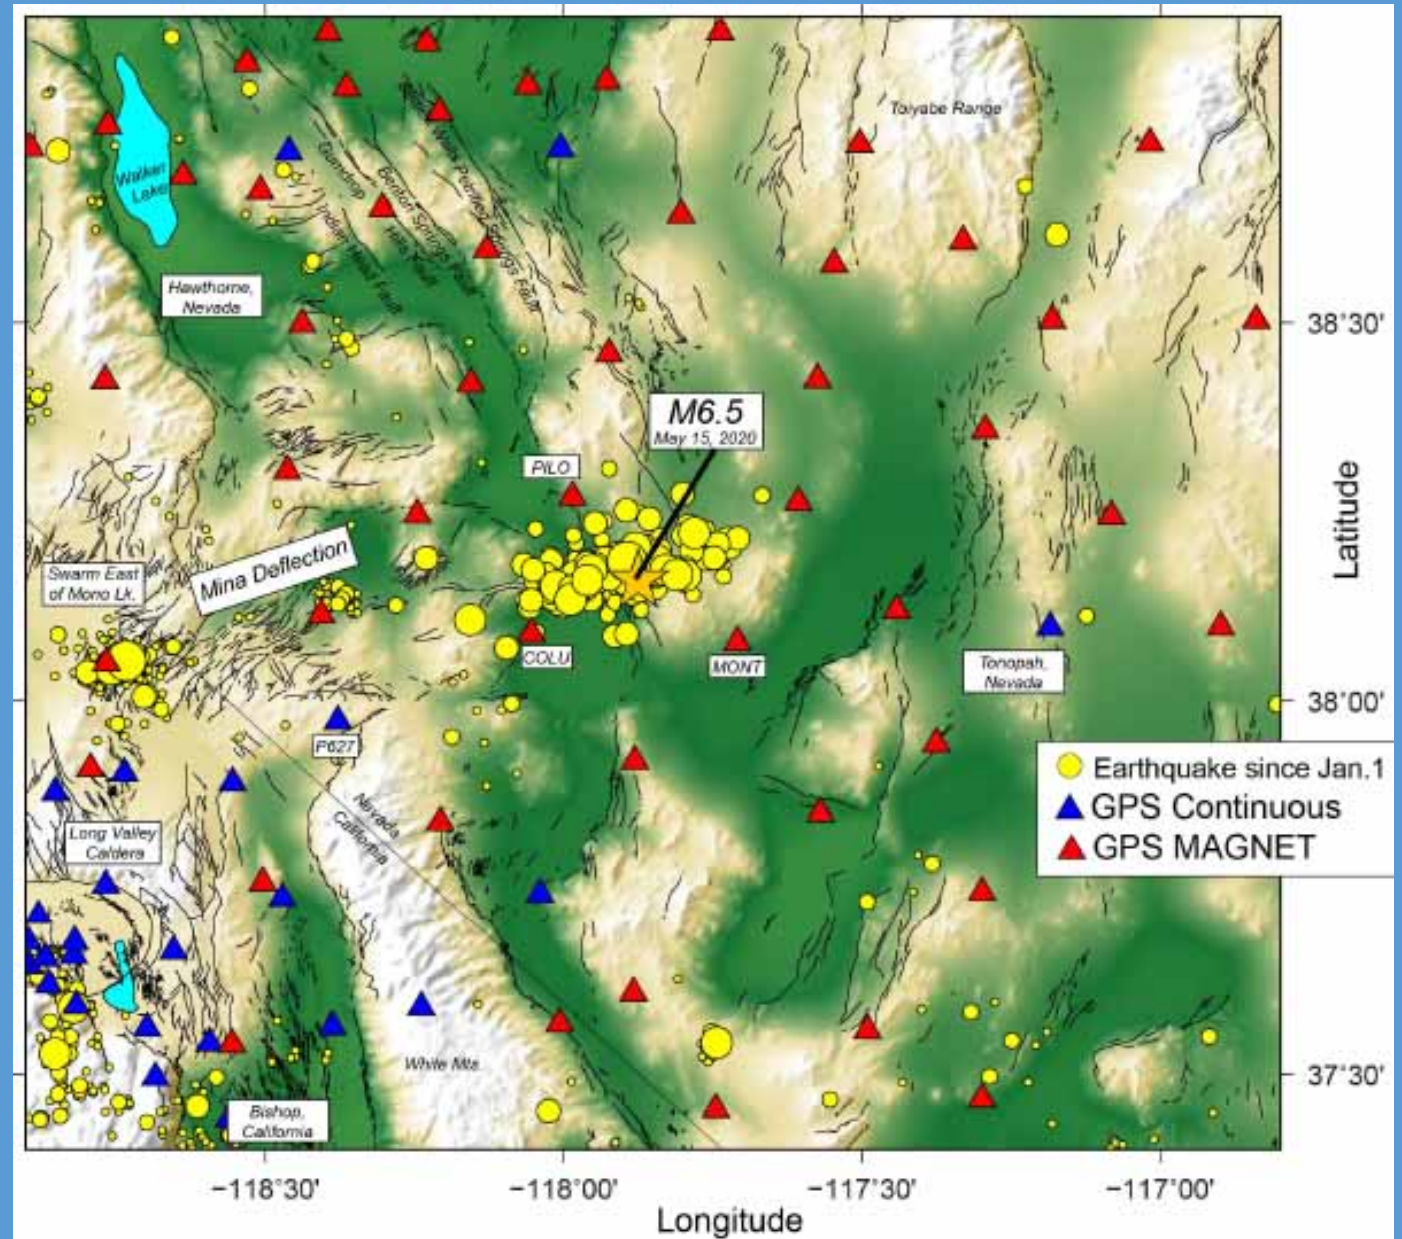 Toiyabe Range
Walker
Lake
Gumdrop
Benton Springs Fault
Petrified Springs Fault
Indian Head Fault
Hawthorne,
Nevada
38°30'
M6.5
May 15, 2020
PILO
Latitude
Mina Deflection
Swarm East
of Mono Lk.
COLU
MONT
Tonopah,
Nevada
38°00'
P627
Nevada
California
Earthquake since Jan.1
GPS Continuous
GPS MAGNET
Long Valley
Caldera
White Mts.
37°30'
Bishop,
California
−118°30'
−118°00'
−117°30'
−117°00'
Longitude